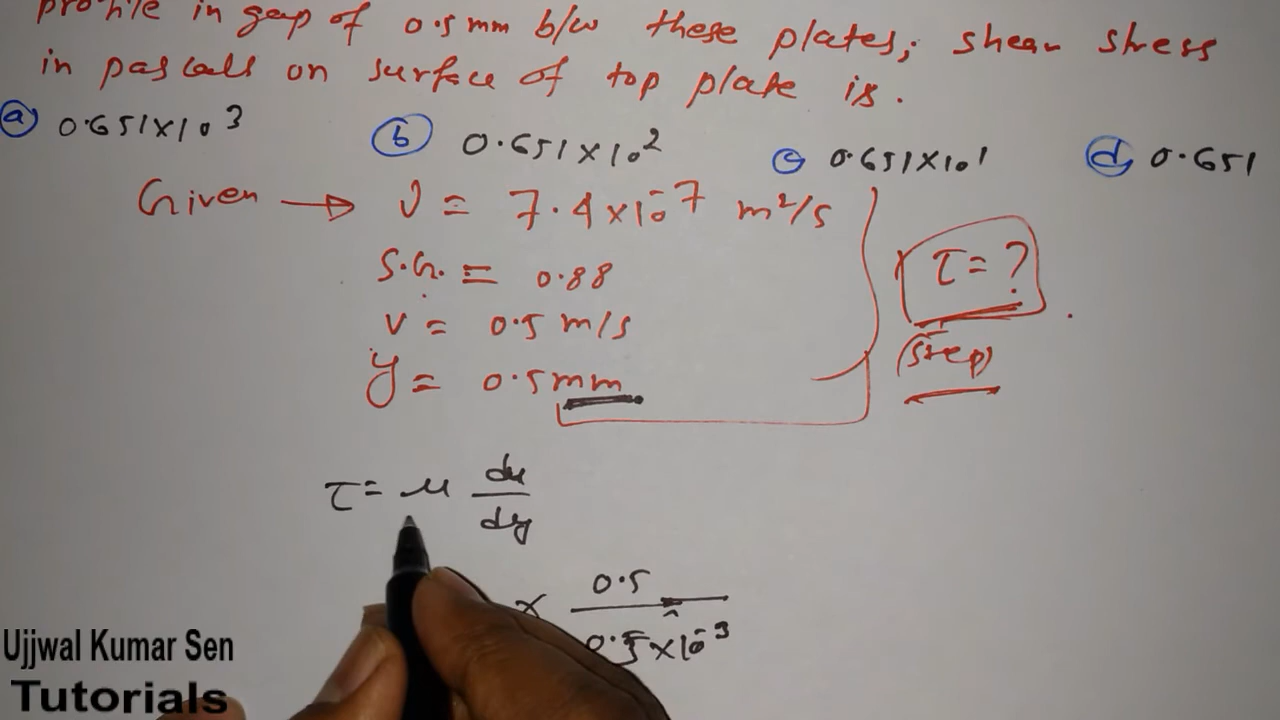 profile in gap of 0.5 mm b/w these plates; shear stress
in pascals on surface of top plate is.
a 0.651×10³
b 0.651×10²
c 0.651×10¹
d 0.651
Given → ν = 7.4×10⁻⁷ m²/s
S.G. = 0.88
v = 0.5 m/s
y = 0.5mm
τ = ?
(step)
τ = μ du/dy
× 0.5 / 0.5×10⁻³
Ujjwal Kumar Sen
Tutorials